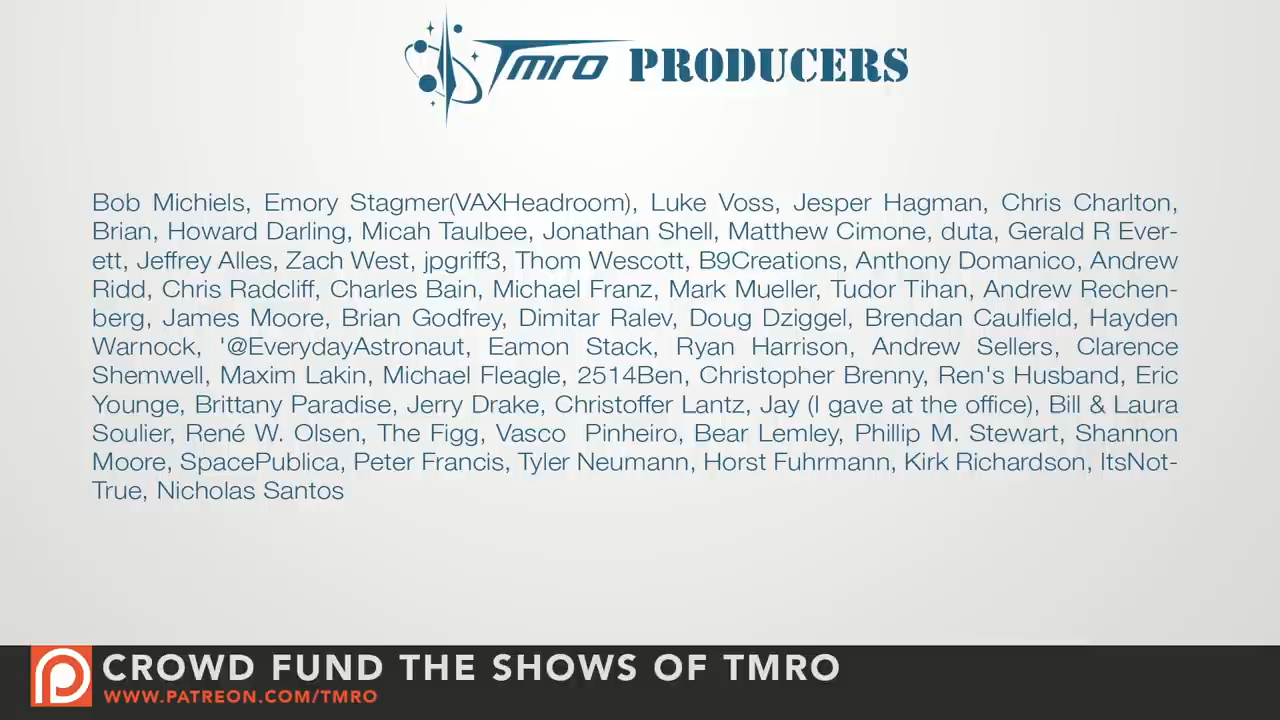 Tmro PRODUCERS
Bob Michiels, Emory Stagmer(VAXHeadroom), Luke Voss, Jesper Hagman, Chris Charlton,
Brian, Howard Darling, Micah Taulbee, Jonathan Shell, Matthew Cimone, duta, Gerald R Ever-
ett, Jeffrey Alles, Zach West, jpgriff3, Thom Wescott, B9Creations, Anthony Domanico, Andrew
Ridd, Chris Radcliff, Charles Bain, Michael Franz, Mark Mueller, Tudor Tihan, Andrew Rechen-
berg, James Moore, Brian Godfrey, Dimitar Ralev, Doug Dziggel, Brendan Caulfield, Hayden
Warnock, '@EverydayAstronaut, Eamon Stack, Ryan Harrison, Andrew Sellers, Clarence
Shemwell, Maxim Lakin, Michael Fleagle, 2514Ben, Christopher Brenny, Ren's Husband, Eric
Younge, Brittany Paradise, Jerry Drake, Christoffer Lantz, Jay (I gave at the office), Bill & Laura
Soulier, René W. Olsen, The Figg, Vasco Pinheiro, Bear Lemley, Phillip M. Stewart, Shannon
Moore, SpacePublica, Peter Francis, Tyler Neumann, Horst Fuhrmann, Kirk Richardson, ItsNot-
True, Nicholas Santos
CROWD FUND THE SHOWS OF TMRO
WWW.PATREON.COM/TMRO